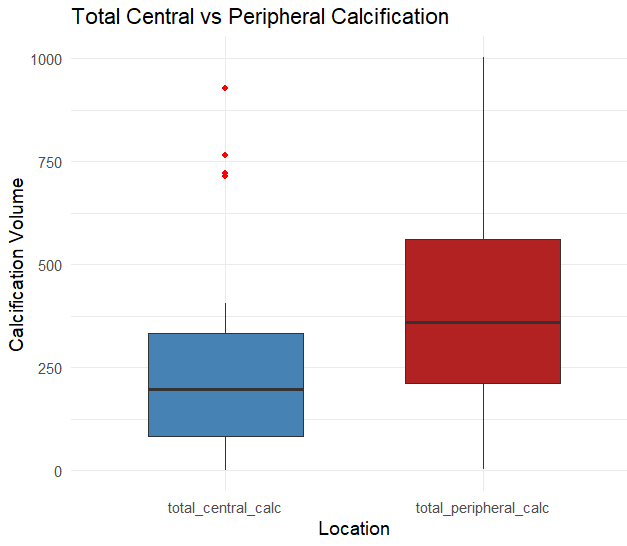 Total Central vs Peripheral Calcification
Calcification Volume
1000
750
500
250
0
total_central_calc
total_peripheral_calc
Location